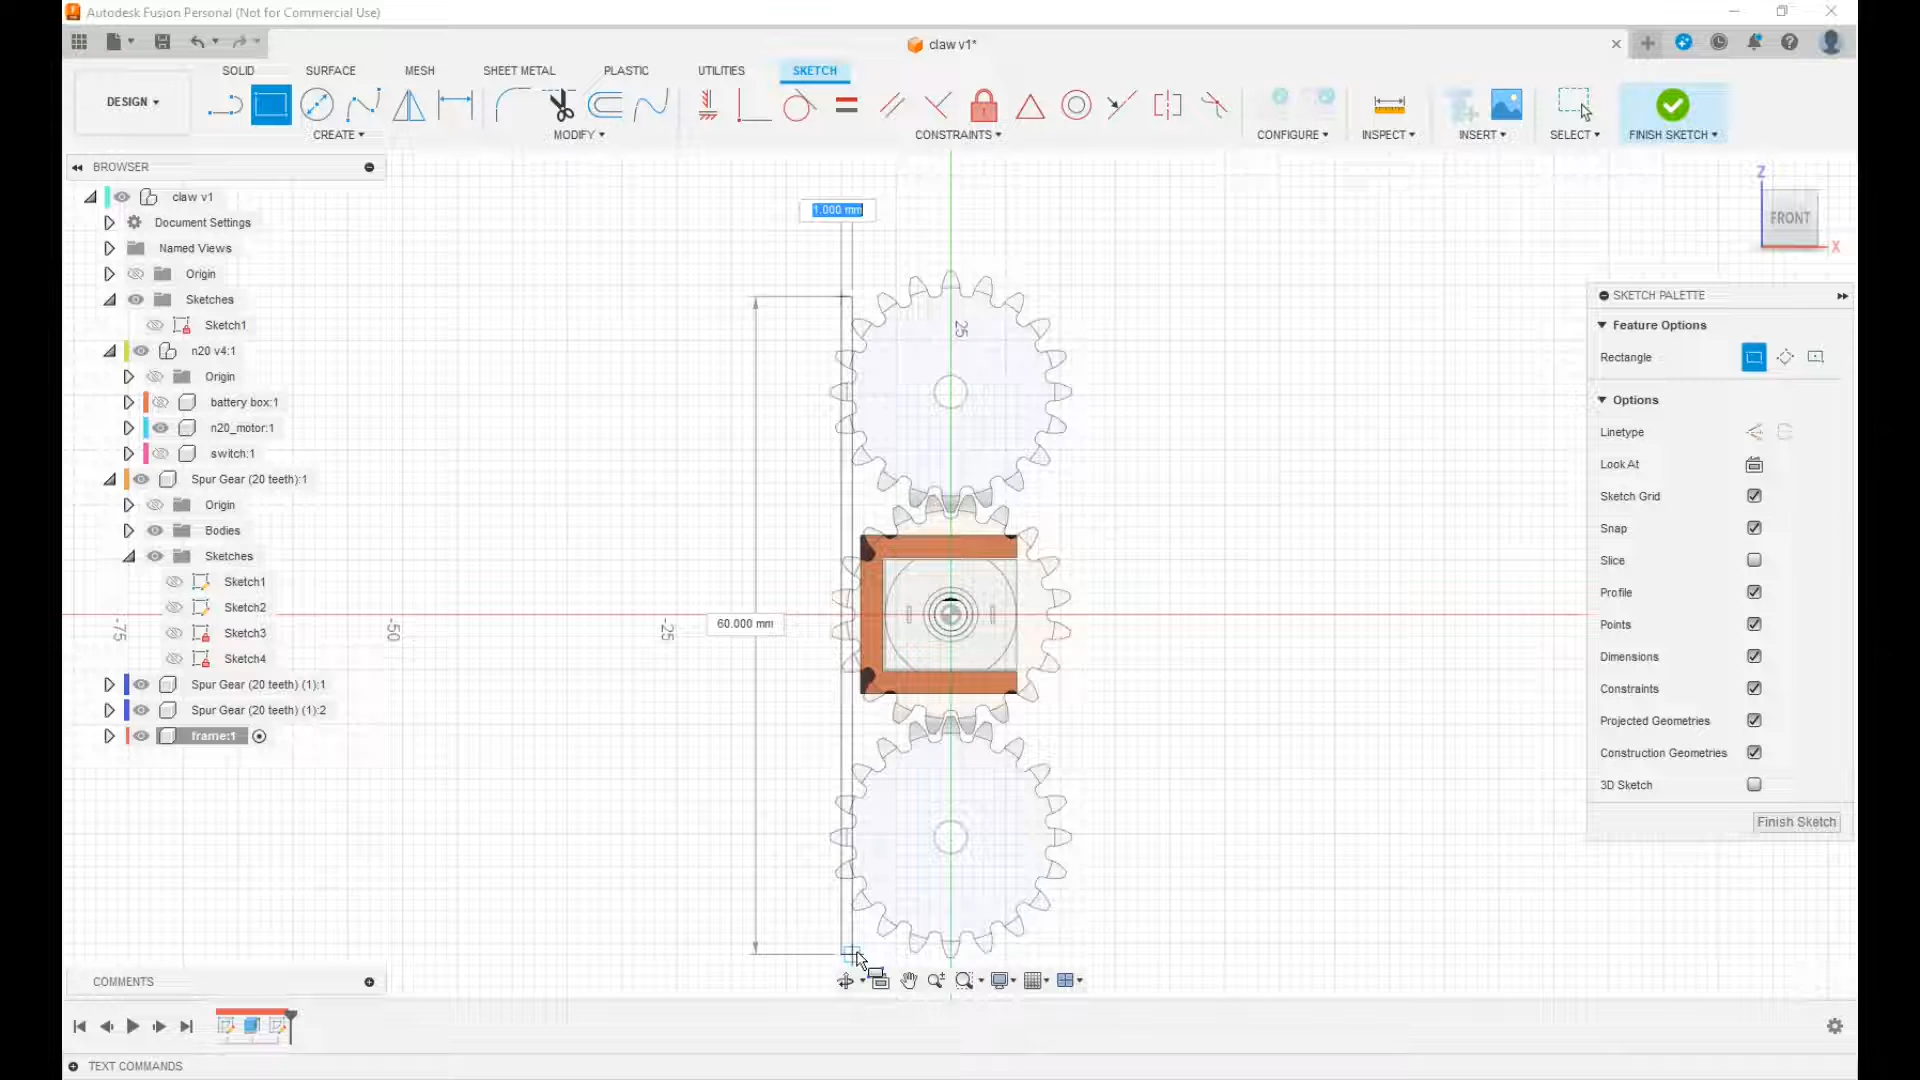 Autodesk Fusion Personal (Not for Commercial Use)
claw v1*
SOLID
SURFACE
MESH
SHEET METAL
PLASTIC
UTILITIES
SKETCH
DESIGN
CREATE
MODIFY
CONSTRAINTS
CONFIGURE
INSPECT
INSERT
SELECT
FINISH SKETCH
BROWSER
claw v1
Document Settings
Named Views
Origin
Sketches
Sketch1
n20 v4:1
Origin
battery box:1
n20_motor:1
switch:1
Spur Gear (20 teeth):1
Origin
Bodies
Sketches
Sketch1
Sketch2
Sketch3
Sketch4
Spur Gear (20 teeth) (1):1
Spur Gear (20 teeth) (1):2
frame:1
1.000 mm
25
60.000 mm
-75
-50
-25
Z
FRONT
X
SKETCH PALETTE
Feature Options
Rectangle
Options
Linetype
Look At
Sketch Grid
Snap
Slice
Profile
Points
Dimensions
Constraints
Projected Geometries
Construction Geometries
3D Sketch
Finish Sketch
COMMENTS
TEXT COMMANDS